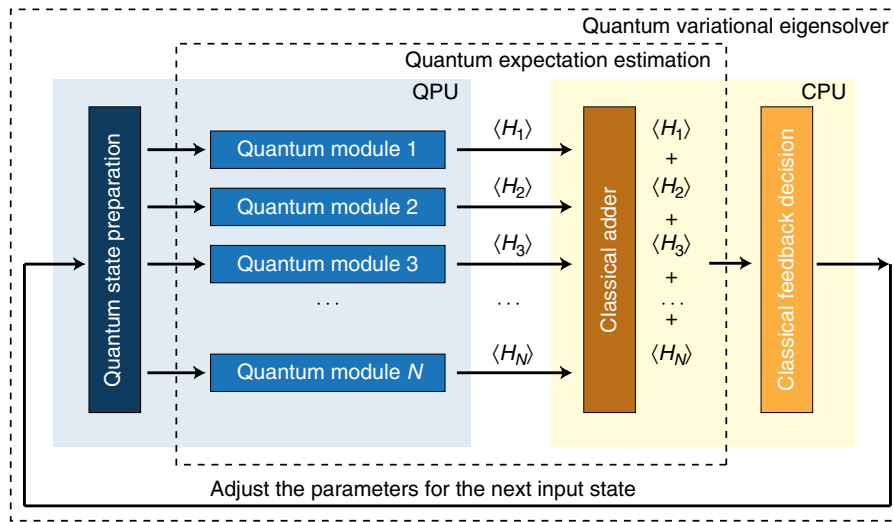 Quantum variational eigensolver
Quantum expectation estimation
QPU
CPU
Quantum state preparation
Quantum module 1
Quantum module 2
Quantum module 3
...
Quantum module N
⟨H₁⟩
⟨H₂⟩
⟨H₃⟩
...
⟨H_N⟩
Classical adder
⟨H₁⟩
+
⟨H₂⟩
+
⟨H₃⟩
+
...
+
⟨H_N⟩
Classical feedback decision
Adjust the parameters for the next input state